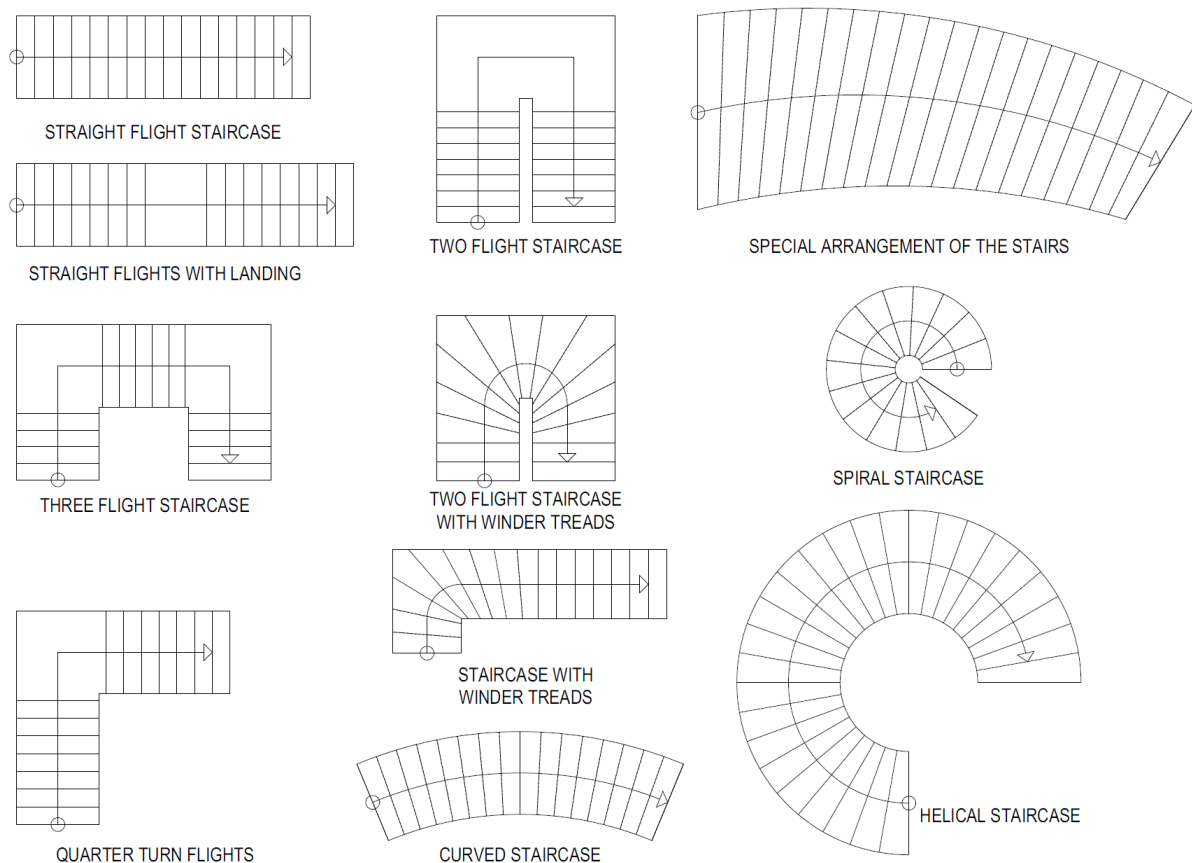 STRAIGHT FLIGHT STAIRCASE
STRAIGHT FLIGHTS WITH LANDING
TWO FLIGHT STAIRCASE
SPECIAL ARRANGEMENT OF THE STAIRS
THREE FLIGHT STAIRCASE
TWO FLIGHT STAIRCASE
WITH WINDER TREADS
SPIRAL STAIRCASE
STAIRCASE WITH
WINDER TREADS
QUARTER TURN FLIGHTS
CURVED STAIRCASE
HELICAL STAIRCASE